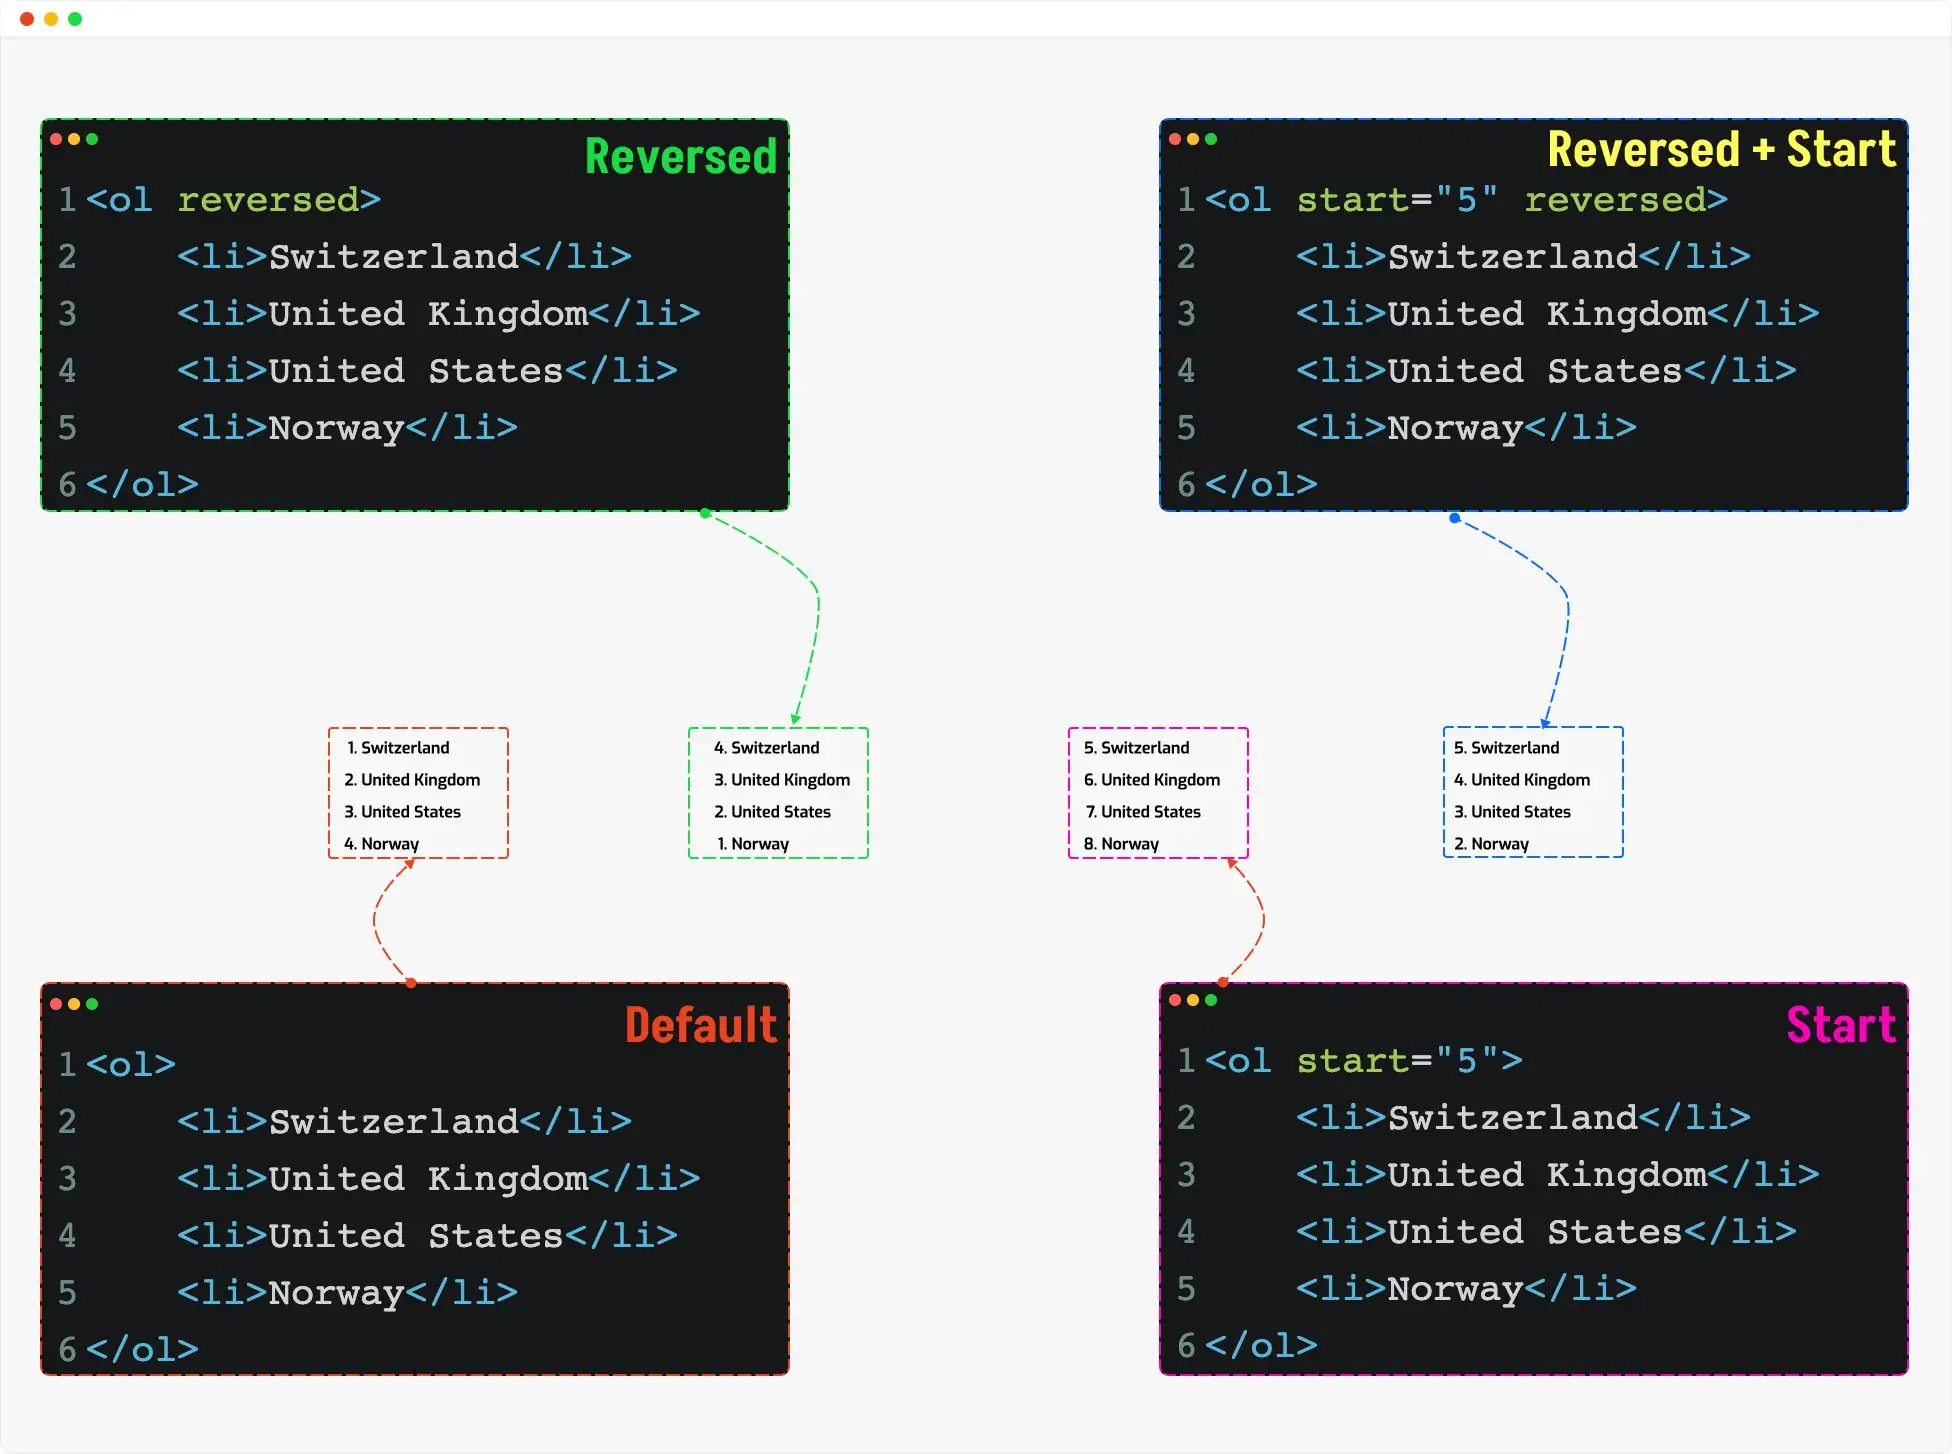 Reversed
1 <ol reversed>
2 <li>Switzerland</li>
3 <li>United Kingdom</li>
4 <li>United States</li>
5 <li>Norway</li>
6 </ol>
Reversed + Start
1 <ol start="5" reversed>
2 <li>Switzerland</li>
3 <li>United Kingdom</li>
4 <li>United States</li>
5 <li>Norway</li>
6 </ol>
1. Switzerland
2. United Kingdom
3. United States
4. Norway
4. Switzerland
3. United Kingdom
2. United States
1. Norway
5. Switzerland
6. United Kingdom
7. United States
8. Norway
5. Switzerland
4. United Kingdom
3. United States
2. Norway
Default
1 <ol>
2 <li>Switzerland</li>
3 <li>United Kingdom</li>
4 <li>United States</li>
5 <li>Norway</li>
6 </ol>
Start
1 <ol start="5">
2 <li>Switzerland</li>
3 <li>United Kingdom</li>
4 <li>United States</li>
5 <li>Norway</li>
6 </ol>